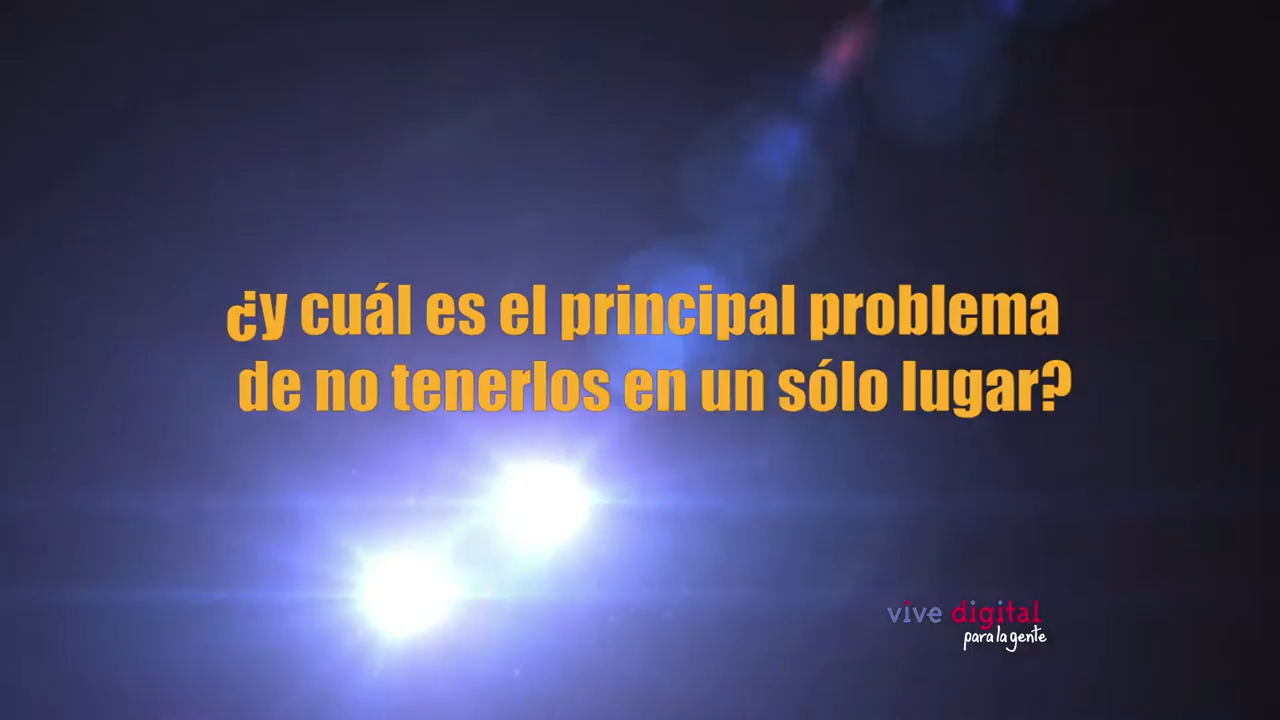 ¿y cuál es el principal problema
de no tenerlos en un sólo lugar?
vive digital
para la gente